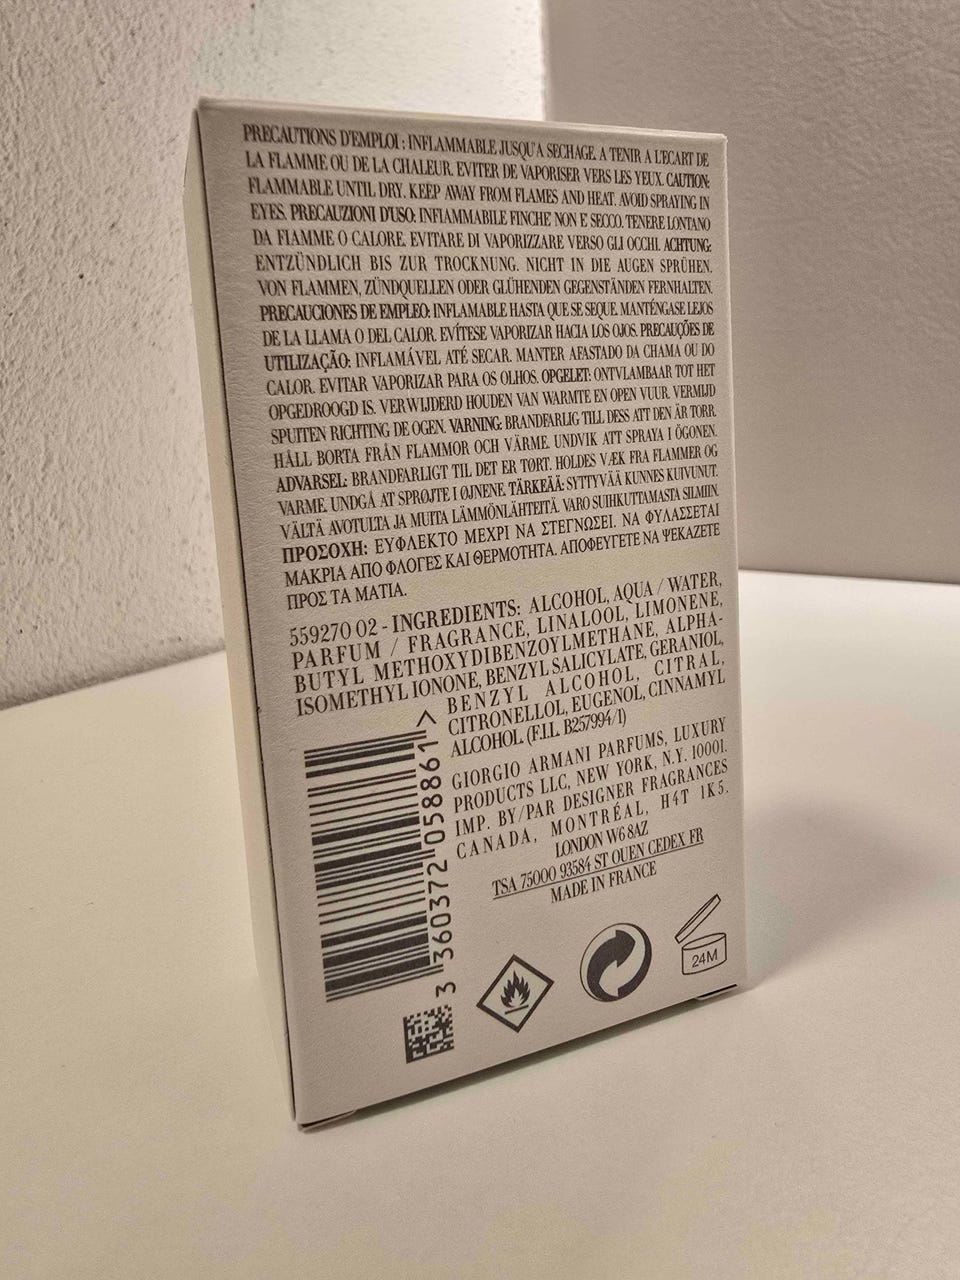 PRECAUTIONS D'EMPLOI : INFLAMMABLE JUSQU'A SECHAGE. A TENIR A L'ECART DE
LA FLAMME OU DE LA CHALEUR. EVITER DE VAPORISER VERS LES YEUX. CAUTION:
FLAMMABLE UNTIL DRY. KEEP AWAY FROM FLAMES AND HEAT. AVOID SPRAYING IN
EYES. PRECAUZIONI D'USO: INFIAMMABILE FINCHE' NON E' SECCO. TENERE LONTANO
DA FIAMME O CALORE. EVITARE DI VAPORIZZARE VERSO GLI OCCHI. ACHTUNG:
ENTZÜNDLICH BIS ZUR TROCKNUNG. NICHT IN DIE AUGEN SPRÜHEN.
VON FLAMMEN, ZÜNDQUELLEN ODER GLÜHENDEN GEGENSTÄNDEN FERNHALTEN.
PRECAUCIONES DE EMPLEO: INFLAMABLE HASTA QUE SE SEQUE. MANTÉNGASE LEJOS
DE LA LLAMA O DEL CALOR. EVÍTESE VAPORIZAR HACIA LOS OJOS. PRECAUÇÕES DE
UTILIZAÇÃO: INFLAMÁVEL ATÉ SECAR. MANTER AFASTADO DA CHAMA OU DO
CALOR. EVITAR VAPORIZAR PARA OS OLHOS. OPGELET: ONTVLAMBAAR TOT HET
OPGEDROOGD IS. VERWIJDERD HOUDEN VAN WARMTE EN OPEN VUUR. VERMIJD
SPUITEN RICHTING DE OGEN. VARNING: BRANDFARLIG TILL DESS ATT DEN ÄR TORR.
HÅLL BORTA FRÅN FLAMMOR OCH VÄRME. UNDVIK ATT SPRAYA I ÖGONEN.
ADVARSEL: BRANDFARLIGT TIL DET ER TØRT. HOLDES VÆK FRA FLAMMER OG
VARME. UNDGÅ AT SPRØJTE I ØJNENE. TÄRKEÄÄ: SYTTYVÄÄ KUNNES KUIVUNUT.
VÄLTÄ AVOTULTA JA MUITA LÄMMÖNLÄHTEITÄ. VARO SUIHKUTTAMASTA SILMIIN.
ΠΡΟΣΟΧΗ: ΕΥΦΛΕΚΤΟ ΜΕΧΡΙ ΝΑ ΣΤΕΓΝΩΣΕΙ. ΝΑ ΦΥΛΑΣΣΕΤΑΙ
ΜΑΚΡΙΑ ΑΠΟ ΦΛΟΓΕΣ ΚΑΙ ΘΕΡΜΟΤΗΤΑ. ΑΠΟΦΕΥΓΕΤΕ ΝΑ ΨΕΚΑΖΕΤΕ
ΠΡΟΣ ΤΑ ΜΑΤΙΑ.
559270 02 - INGREDIENTS: ALCOHOL, AQUA / WATER,
PARFUM / FRAGRANCE, LINALOOL, LIMONENE,
BUTYL METHOXYDIBENZOYLMETHANE, ALPHA-
ISOMETHYL IONONE, BENZYL SALICYLATE, GERANIOL,
BENZYL ALCOHOL, CITRAL,
CITRONELLOL, EUGENOL, CINNAMYL
ALCOHOL. (F.I.L. B257994/1)
GIORGIO ARMANI PARFUMS, LUXURY
PRODUCTS LLC, NEW YORK, N.Y. 10001.
IMP. BY/PAR DESIGNER FRAGRANCES
CANADA, MONTRÉAL, H4T 1K5.
LONDON W6 8AZ
TSA 75000 93584 ST OUEN CEDEX FR
MADE IN FRANCE
3 360372 058861 >
24M